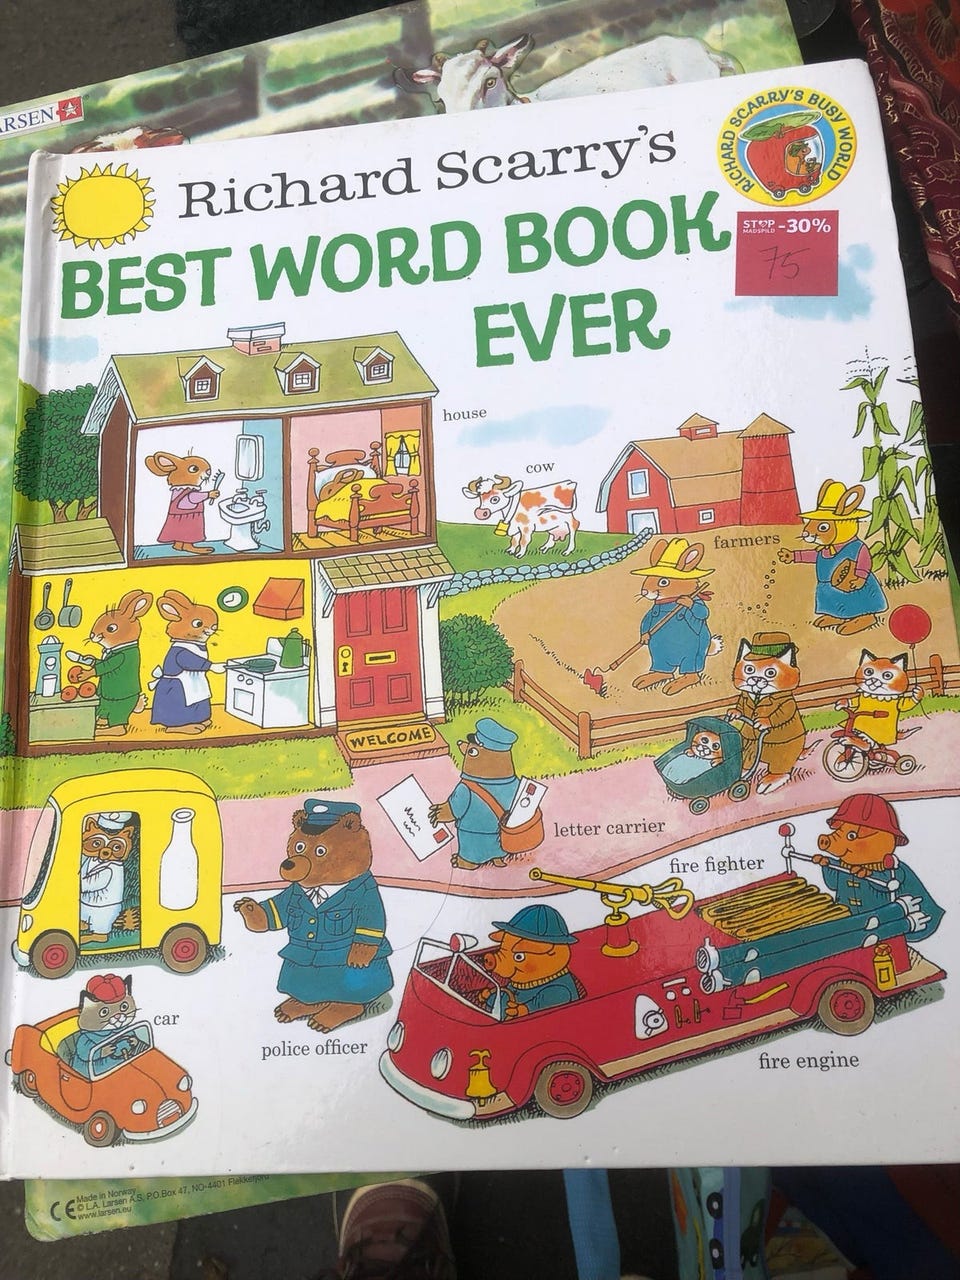 ARSEN
Richard Scarry's
BEST WORD BOOK
EVER
RICHARD SCARRY'S BUSY WORLD
STOP
MADSPILD
-30%
75
house
cow
farmers
WELCOME
letter carrier
fire fighter
car
police officer
fire engine
CE
Made in Norway
© L.A. Larsen A.S, P.O.Box 47, NO-4401 Flekkefjord
www.larsen.eu